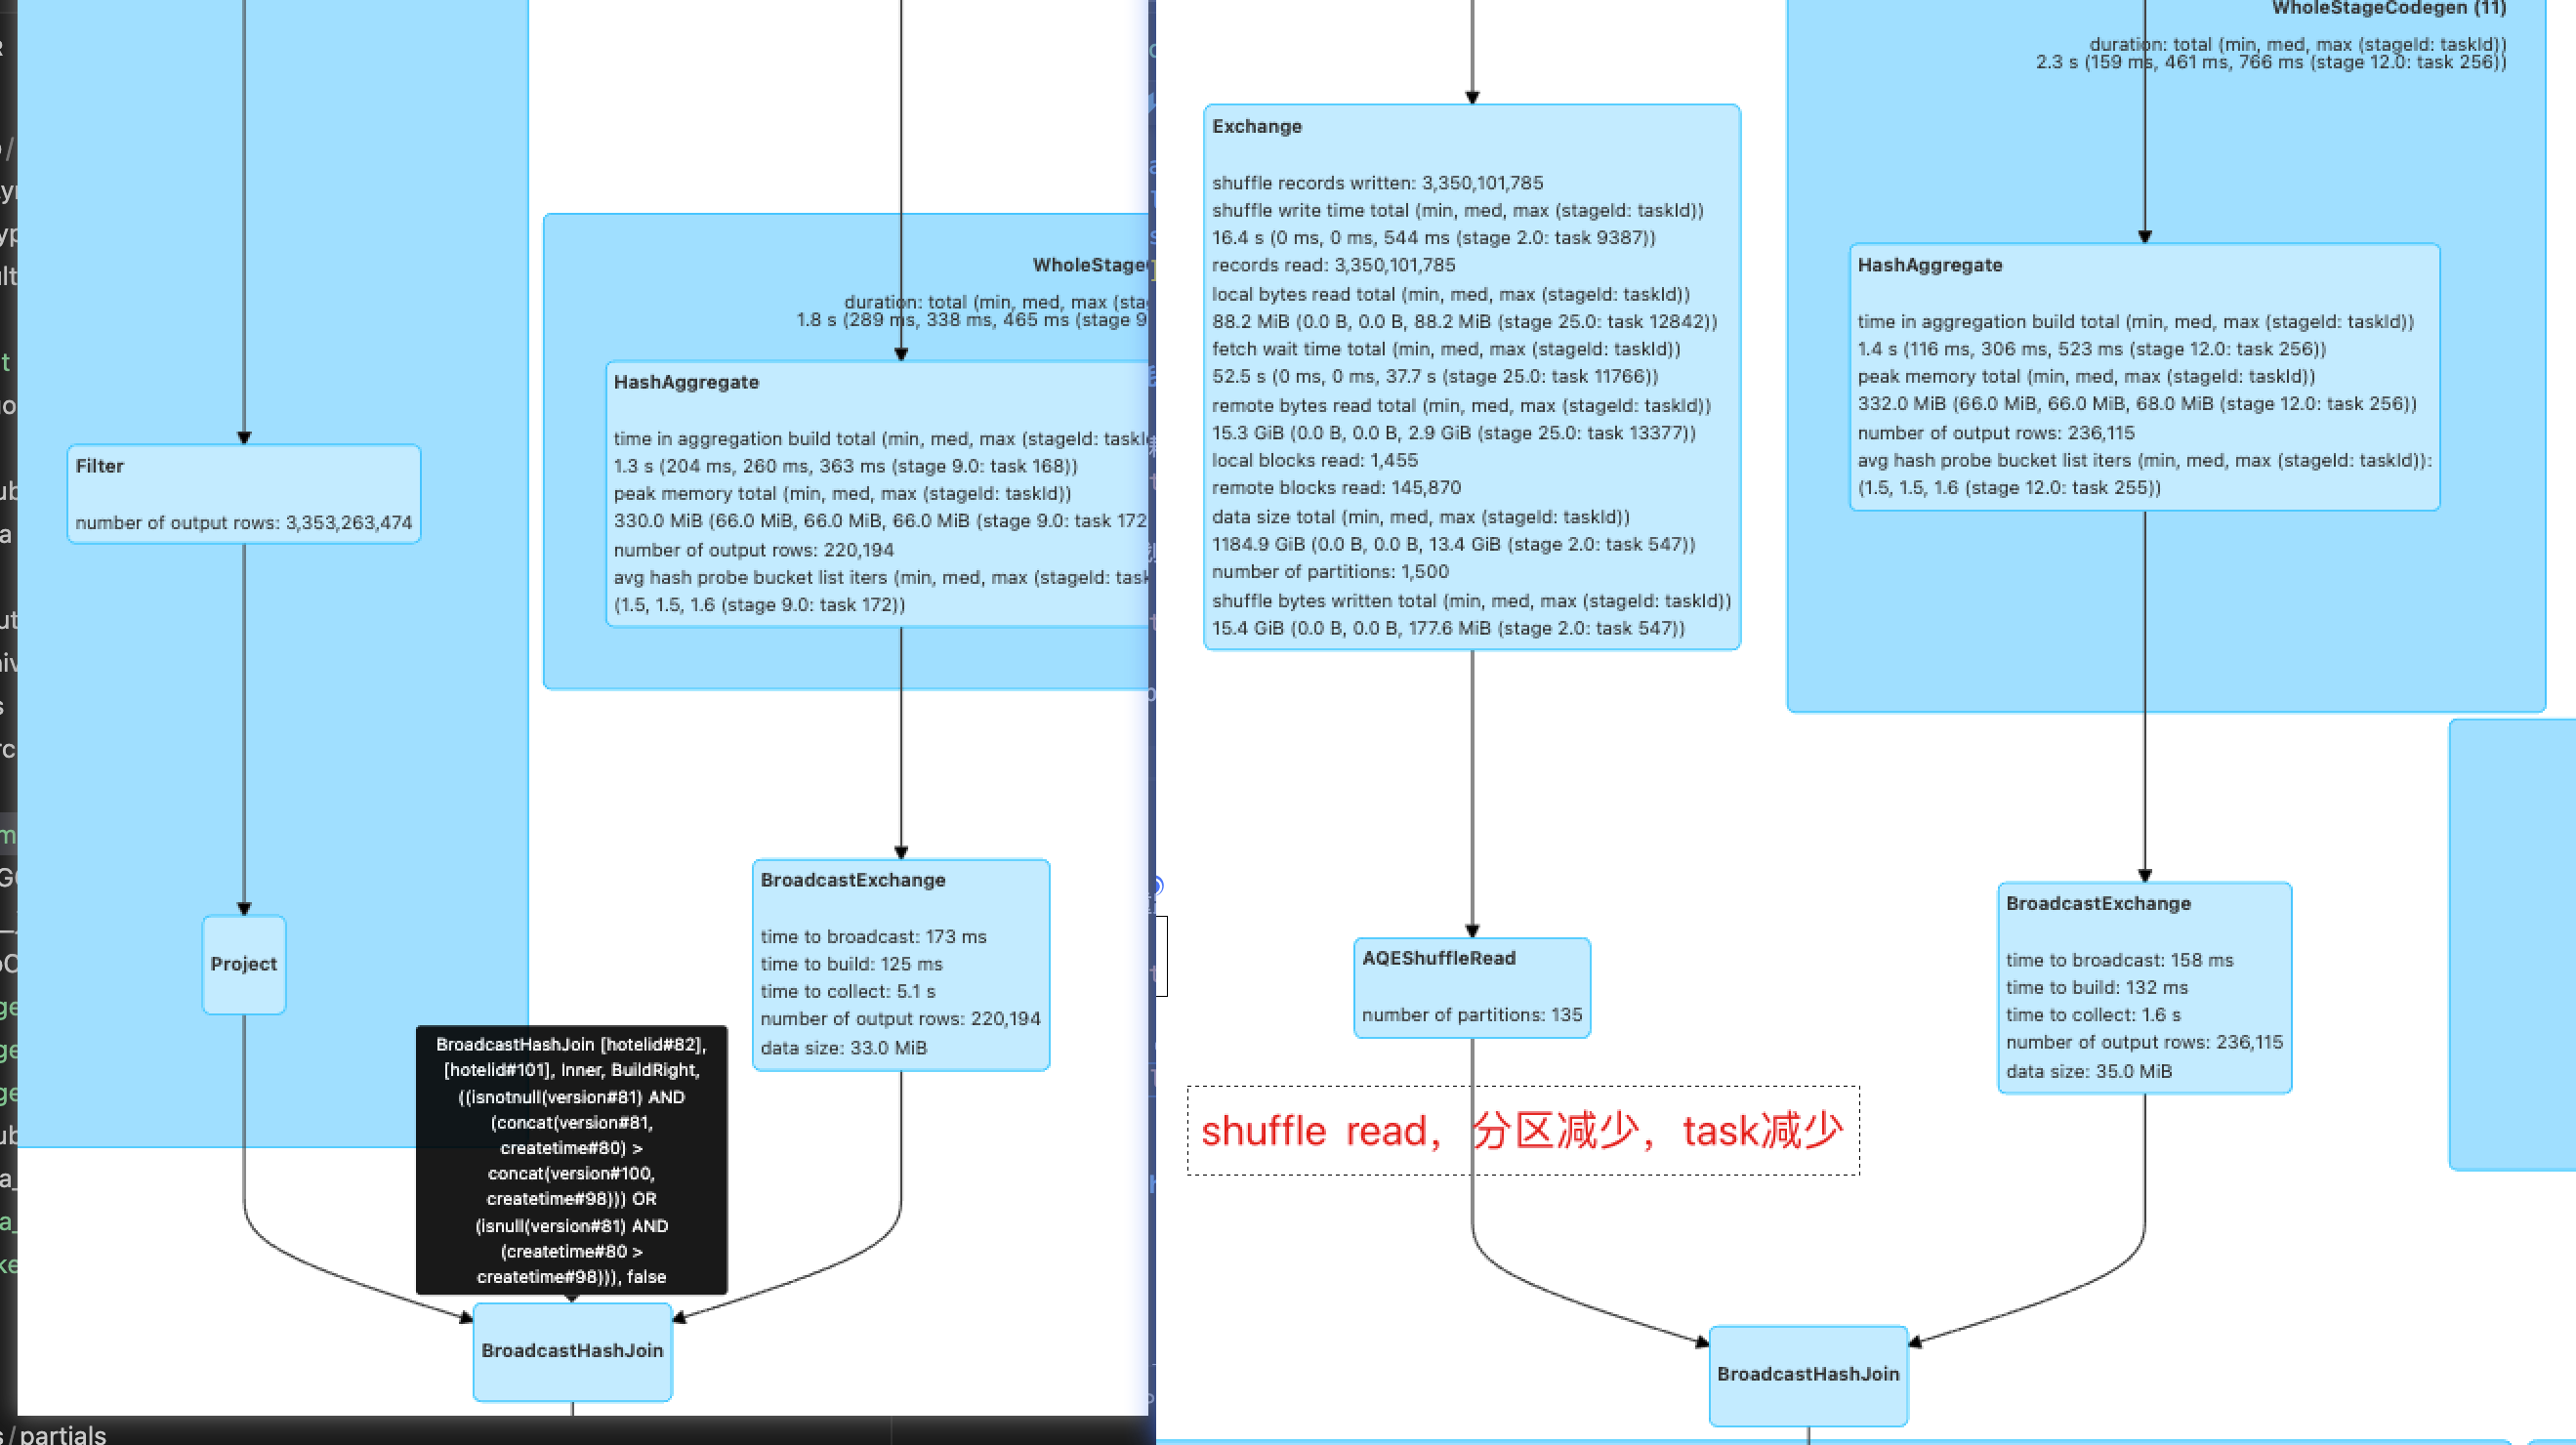 WholeStage
duration: total (min, med, max (sta
1.8 s (289 ms, 338 ms, 465 ms (stage 9
HashAggregate
time in aggregation build total (min, med, max (stageId: taskI
1.3 s (204 ms, 260 ms, 363 ms (stage 9.0: task 168))
peak memory total (min, med, max (stageId: taskId))
330.0 MiB (66.0 MiB, 66.0 MiB, 66.0 MiB (stage 9.0: task 172
number of output rows: 220,194
avg hash probe bucket list iters (min, med, max (stageId: task
(1.5, 1.5, 1.6 (stage 9.0: task 172))
Filter
number of output rows: 3,353,263,474
Project
BroadcastExchange
time to broadcast: 173 ms
time to build: 125 ms
time to collect: 5.1 s
number of output rows: 220,194
data size: 33.0 MiB
BroadcastHashJoin [hotelid#82],
[hotelid#101], Inner, BuildRight,
((isnotnull(version#81) AND
(concat(version#81,
createtime#80) >
concat(version#100,
createtime#98))) OR
(isnull(version#81) AND
(createtime#80 >
createtime#98))), false
BroadcastHashJoin
s/partials
WholeStageCodegen (11)
duration: total (min, med, max (stageId: taskId))
2.3 s (159 ms, 461 ms, 766 ms (stage 12.0: task 256))
Exchange
shuffle records written: 3,350,101,785
shuffle write time total (min, med, max (stageId: taskId))
16.4 s (0 ms, 0 ms, 544 ms (stage 2.0: task 9387))
records read: 3,350,101,785
local bytes read total (min, med, max (stageId: taskId))
88.2 MiB (0.0 B, 0.0 B, 88.2 MiB (stage 25.0: task 12842))
fetch wait time total (min, med, max (stageId: taskId))
52.5 s (0 ms, 0 ms, 37.7 s (stage 25.0: task 11766))
remote bytes read total (min, med, max (stageId: taskId))
15.3 GiB (0.0 B, 0.0 B, 2.9 GiB (stage 25.0: task 13377))
local blocks read: 1,455
remote blocks read: 145,870
data size total (min, med, max (stageId: taskId))
1184.9 GiB (0.0 B, 0.0 B, 13.4 GiB (stage 2.0: task 547))
number of partitions: 1,500
shuffle bytes written total (min, med, max (stageId: taskId))
15.4 GiB (0.0 B, 0.0 B, 177.6 MiB (stage 2.0: task 547))
HashAggregate
time in aggregation build total (min, med, max (stageId: taskId))
1.4 s (116 ms, 306 ms, 523 ms (stage 12.0: task 256))
peak memory total (min, med, max (stageId: taskId))
332.0 MiB (66.0 MiB, 66.0 MiB, 68.0 MiB (stage 12.0: task 256))
number of output rows: 236,115
avg hash probe bucket list iters (min, med, max (stageId: taskId)):
(1.5, 1.5, 1.6 (stage 12.0: task 255))
AQEShuffleRead
number of partitions: 135
BroadcastExchange
time to broadcast: 158 ms
time to build: 132 ms
time to collect: 1.6 s
number of output rows: 236,115
data size: 35.0 MiB
shuffle read，分区减少，task减少
BroadcastHashJoin